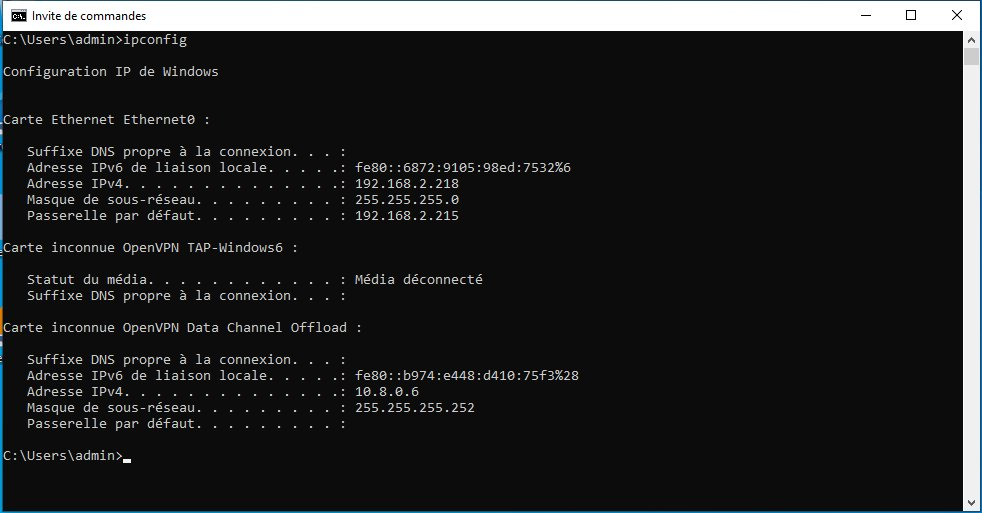 Invite de commandes
C:\Users\admin>ipconfig
Configuration IP de Windows
Carte Ethernet Ethernet0 :
Suffixe DNS propre à la connexion. . . :
Adresse IPv6 de liaison locale. . . . .: fe80::6872:9105:98ed:7532%6
Adresse IPv4. . . . . . . . . . . . . .: 192.168.2.218
Masque de sous-réseau. . . . . . . . . : 255.255.255.0
Passerelle par défaut. . . . . . . . . : 192.168.2.215
Carte inconnue OpenVPN TAP-Windows6 :
Statut du média. . . . . . . . . . . . : Média déconnecté
Suffixe DNS propre à la connexion. . . :
Carte inconnue OpenVPN Data Channel Offload :
Suffixe DNS propre à la connexion. . . :
Adresse IPv6 de liaison locale. . . . .: fe80::b974:e448:d410:75f3%28
Adresse IPv4. . . . . . . . . . . . . .: 10.8.0.6
Masque de sous-réseau. . . . . . . . . : 255.255.255.252
Passerelle par défaut. . . . . . . . . :
C:\Users\admin>